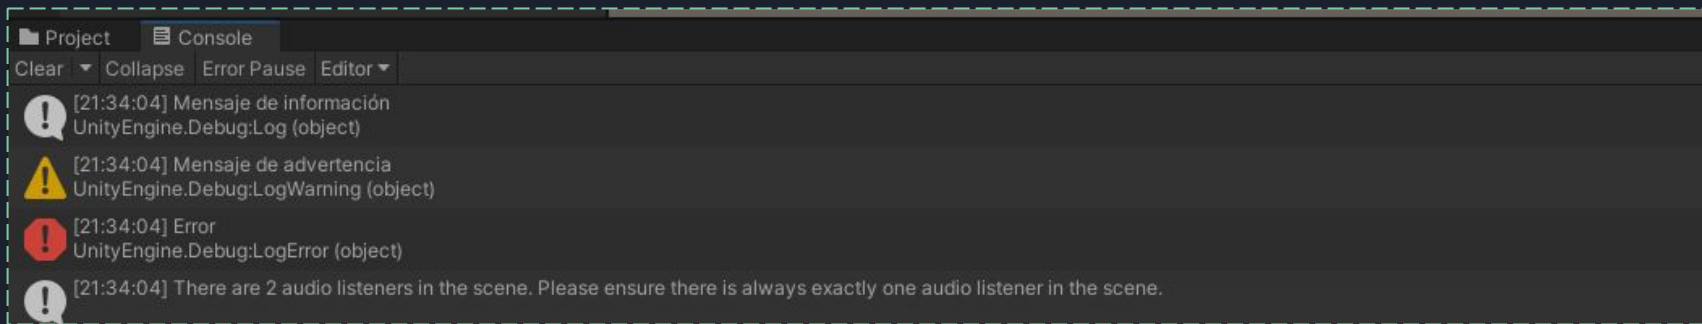 Project Console
Clear Collapse Error Pause Editor
[21:34:04] Mensaje de información
UnityEngine.Debug:Log (object)
[21:34:04] Mensaje de advertencia
UnityEngine.Debug:LogWarning (object)
[21:34:04] Error
UnityEngine.Debug:LogError (object)
[21:34:04] There are 2 audio listeners in the scene. Please ensure there is always exactly one audio listener in the scene.